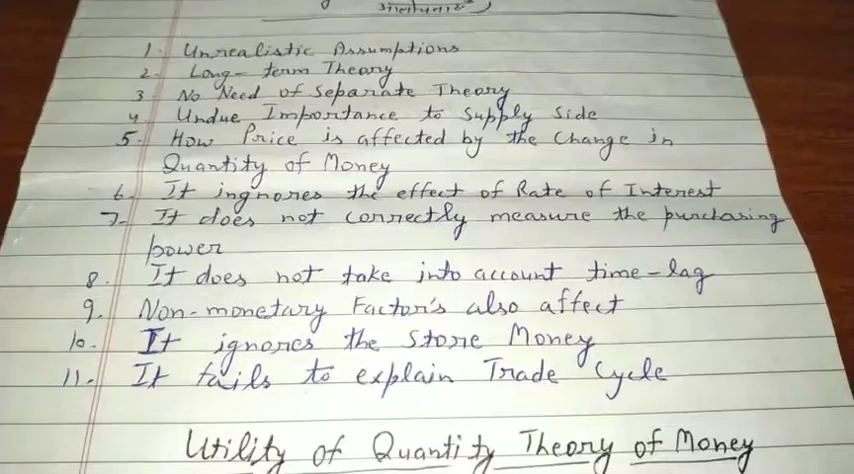 आलोचनाएँ)
1. Unrealistic Assumptions
2. Long-term Theory
3. No Need of Separate Theory
4. Undue Importance to Supply Side
5. How Price is affected by the Change in
Quantity of Money
6. It ingnores the effect of Rate of Interest
7. It does not correctly measure the purchasing
power
8. It does not take into account time-lag
9. Non-monetary Factor's also affect
10. It ignores the Store Money
11. It fails to explain Trade Cycle
Utility of Quantity Theory of Money